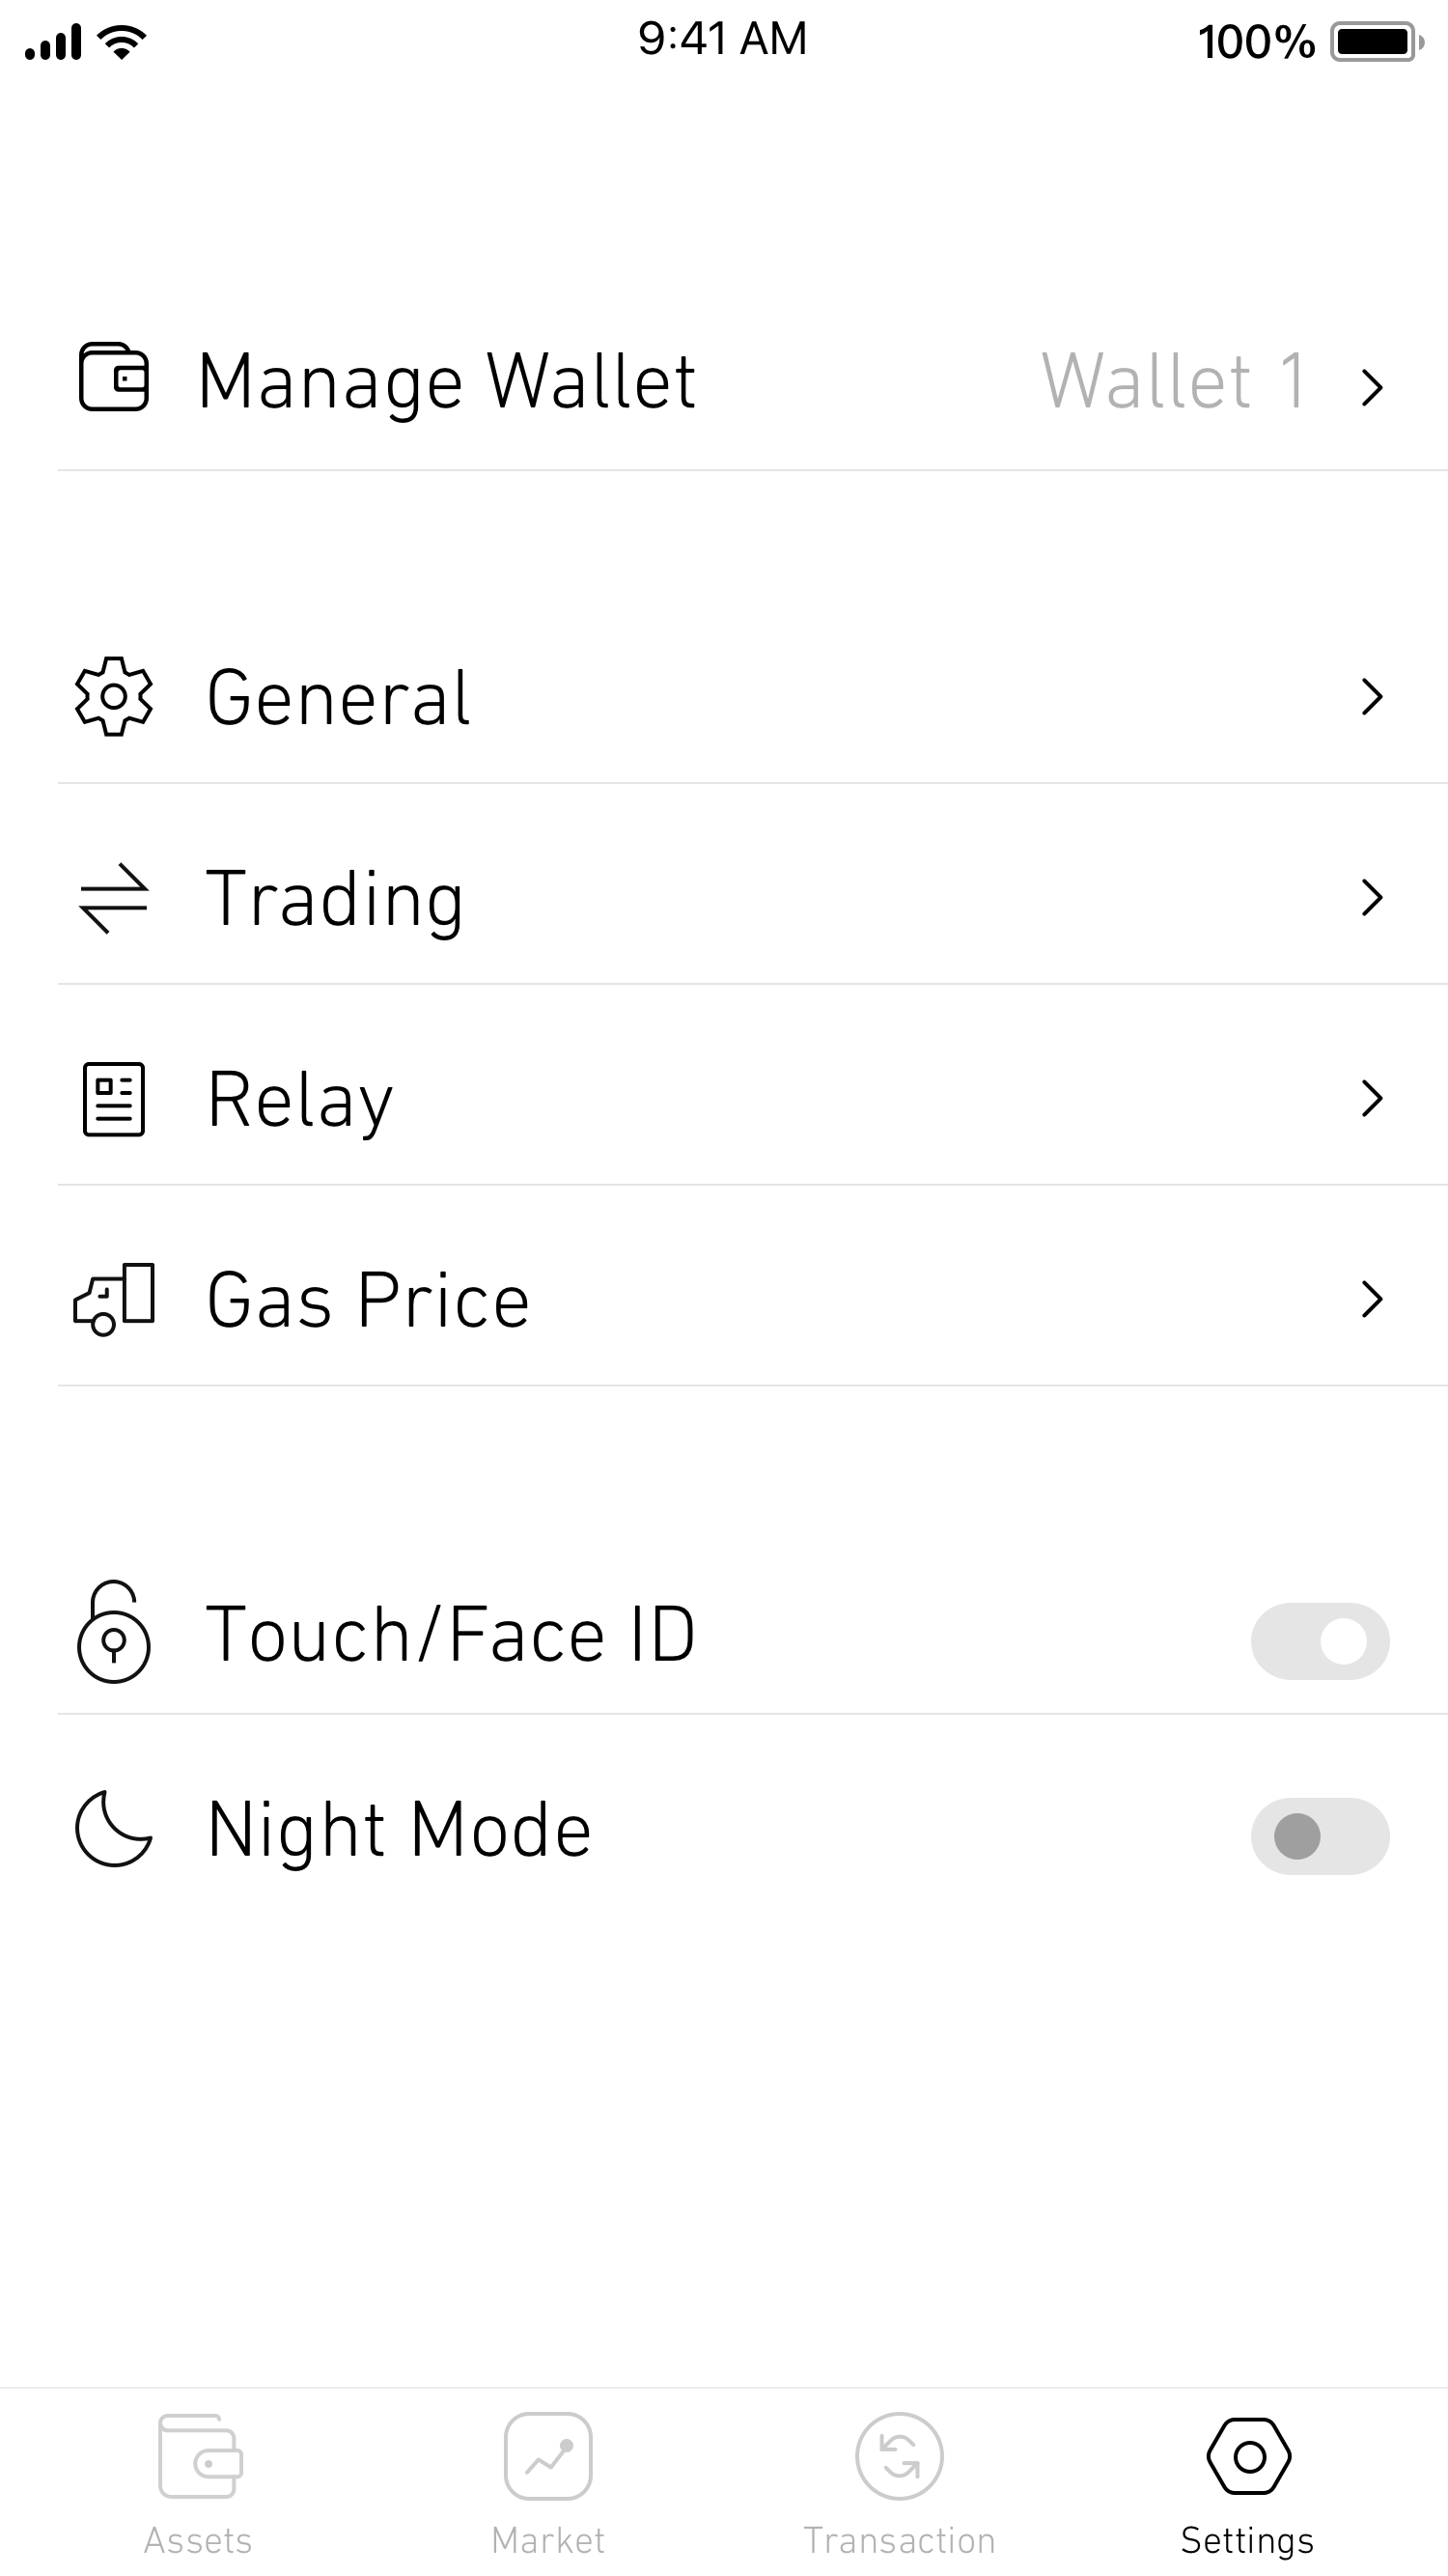 9:41 AM
100%
Manage Wallet
Wallet 1
General
Trading
Relay
Gas Price
Touch/Face ID
Night Mode
Assets
Market
Transaction
Settings